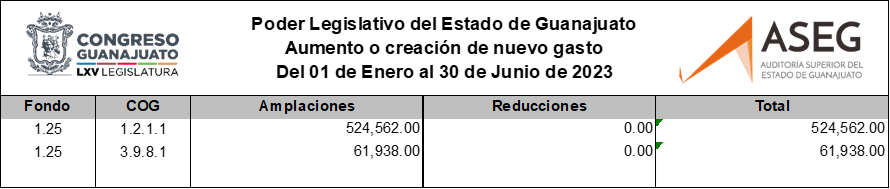 CONGRESO
GUANAJUATO
LXV LEGISLATURA
Poder Legislativo del Estado de Guanajuato
Aumento o creación de nuevo gasto
Del 01 de Enero al 30 de Junio de 2023
ASEG
AUDITORÍA SUPERIOR DEL
ESTADO DE GUANAJUATO
Fondo COG Amplaciones Reducciones Total
1.25 1.2.1.1 524,562.00 0.00 524,562.00
1.25 3.9.8.1 61,938.00 0.00 61,938.00